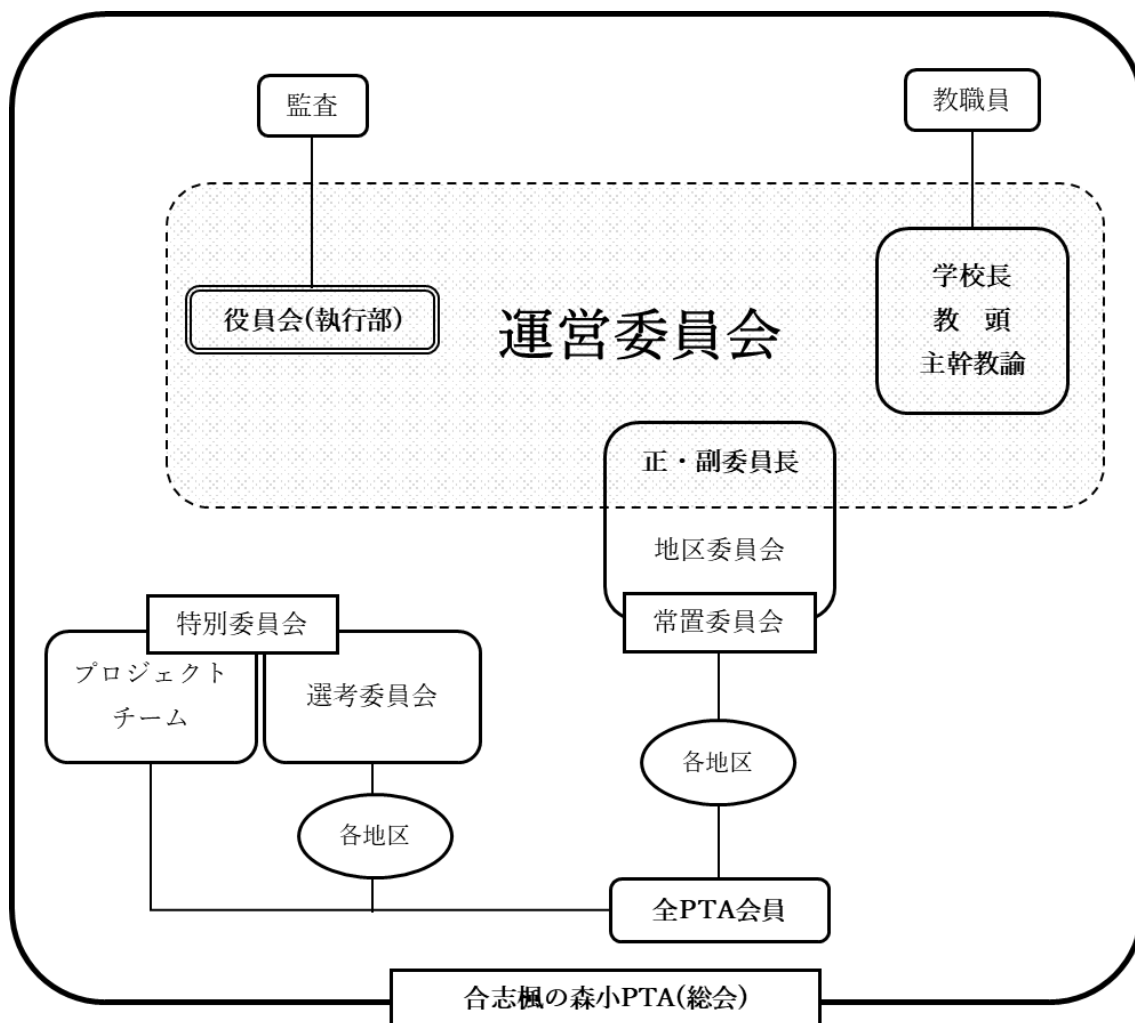 監査
教職員
役員会(執行部)
運営委員会
学校長
教　頭
主幹教諭
正・副委員長
地区委員会
常置委員会
特別委員会
プロジェクト
チーム
選考委員会
各地区
各地区
全PTA会員
合志楓の森小PTA(総会)